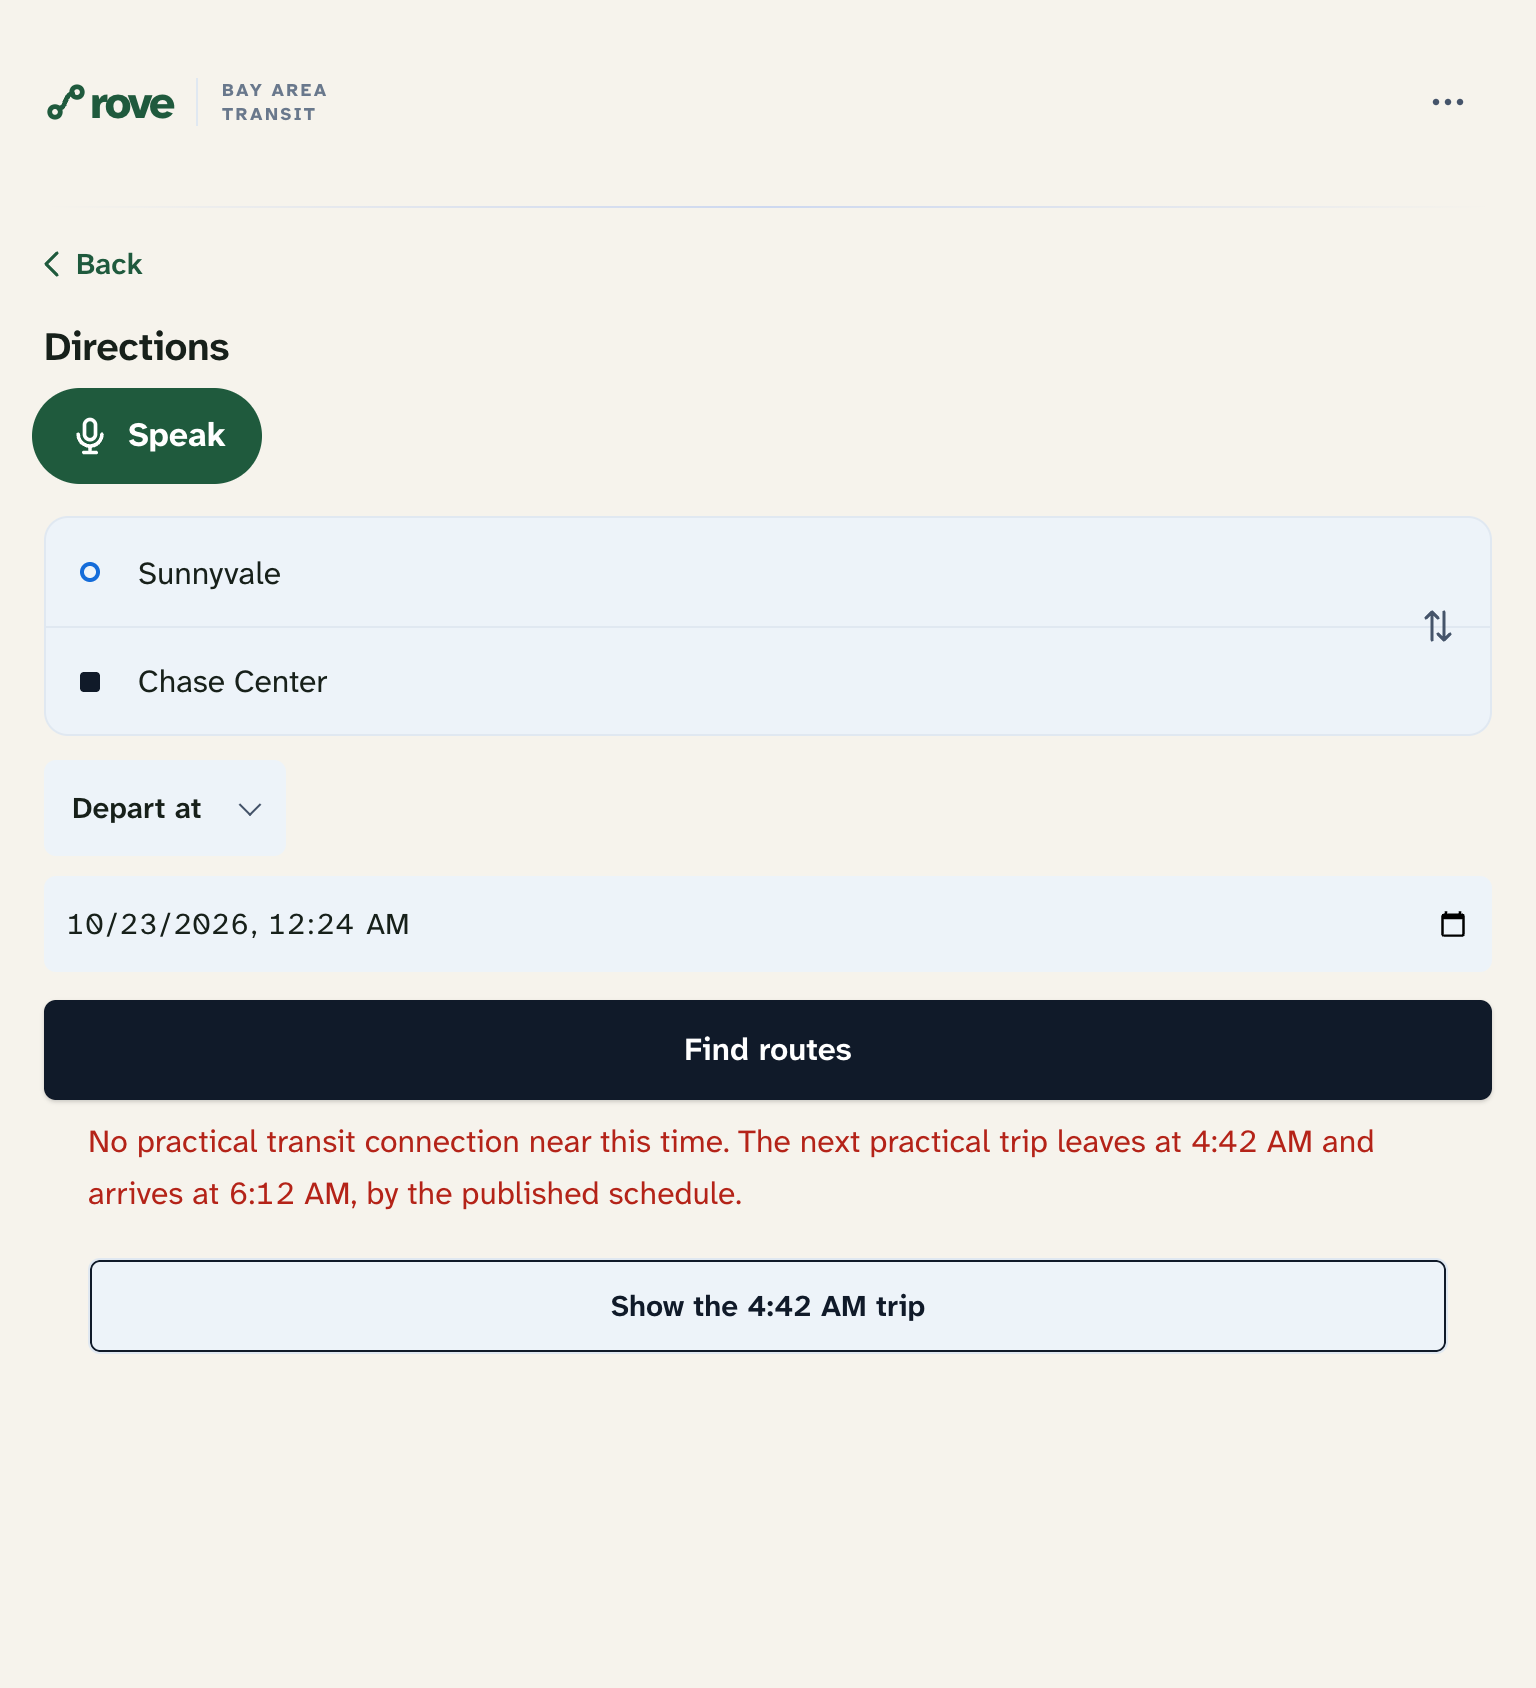 rove
BAY AREA
TRANSIT
Back
Directions
Speak
Sunnyvale
Chase Center
Depart at
10/23/2026, 12:24 AM
Find routes
No practical transit connection near this time. The next practical trip leaves at 4:42 AM and
arrives at 6:12 AM, by the published schedule.
Show the 4:42 AM trip